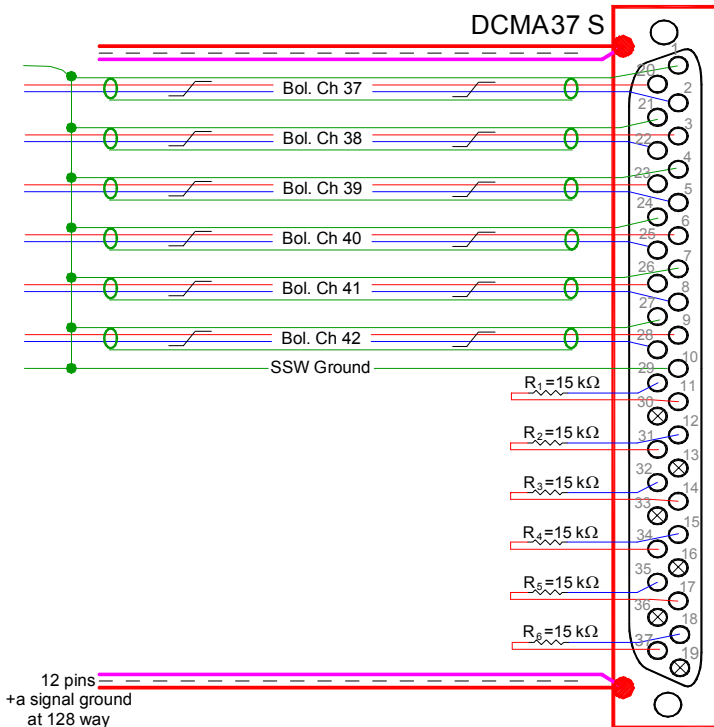 DCMA37 S
1
20
Bol. Ch 37
2
21
Bol. Ch 38
3
22
4
23
Bol. Ch 39
5
24
6
Bol. Ch 40
25
7
26
Bol. Ch 41
8
27
9
Bol. Ch 42
28
10
SSW Ground
29
R1=15 kΩ
11
30
12
R2=15 kΩ
31
13
32
R3=15 kΩ
14
33
15
R4=15 kΩ
34
16
35
R5=15 kΩ
17
36
18
R6=15 kΩ
37
19
12 pins
+a signal ground
at 128 way